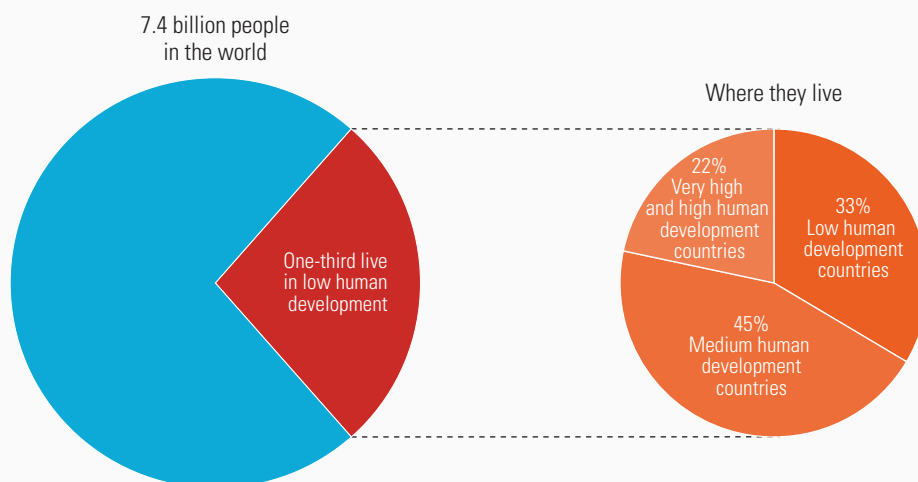 7.4 billion people
in the world
One-third live
in low human
development
Where they live
22%
Very high
and high human
development
countries
33%
Low human
development
countries
45%
Medium human
development
countries